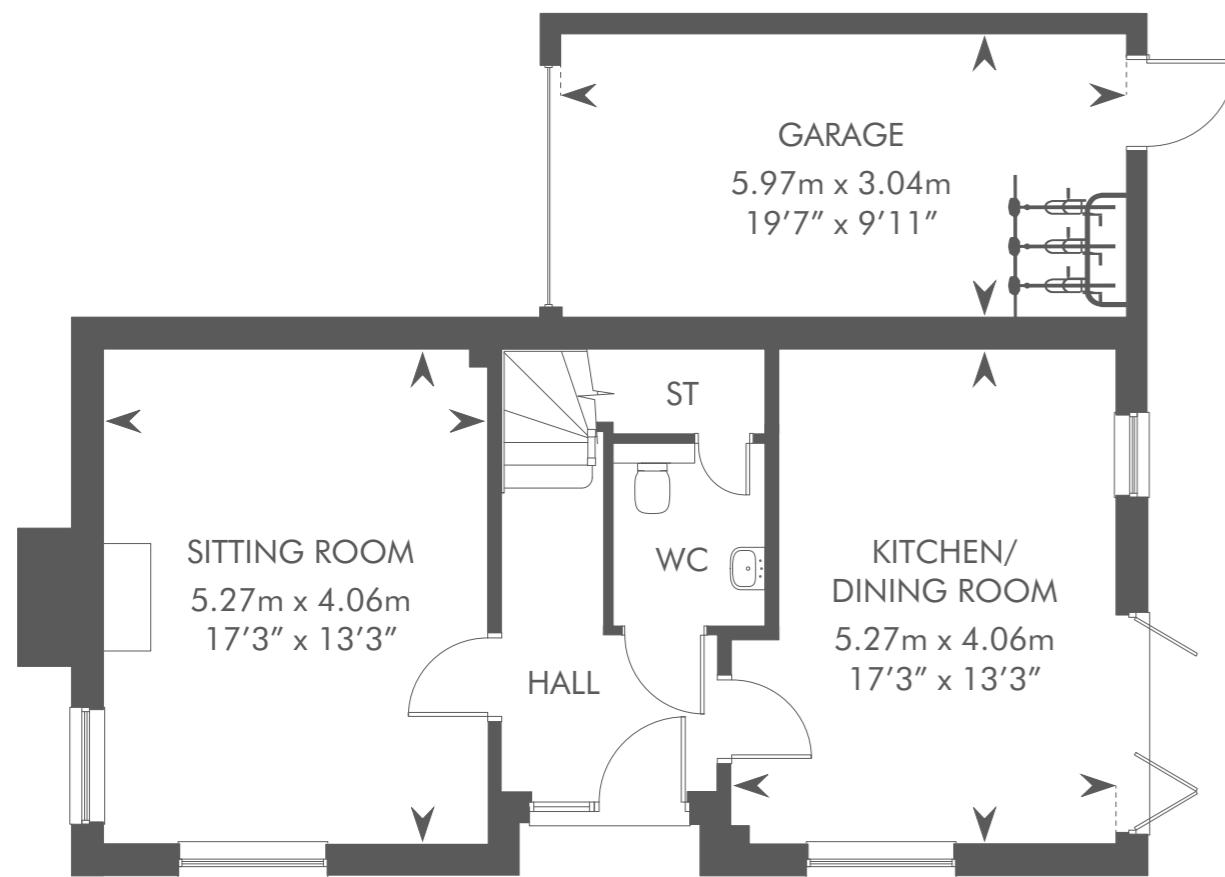 GARAGE
5.97m x 3.04m
19’7” x 9’11”
ST
SITTING ROOM
5.27m x 4.06m
17’3” x 13’3”
WC
KITCHEN/
DINING ROOM
5.27m x 4.06m
17’3” x 13’3”
HALL